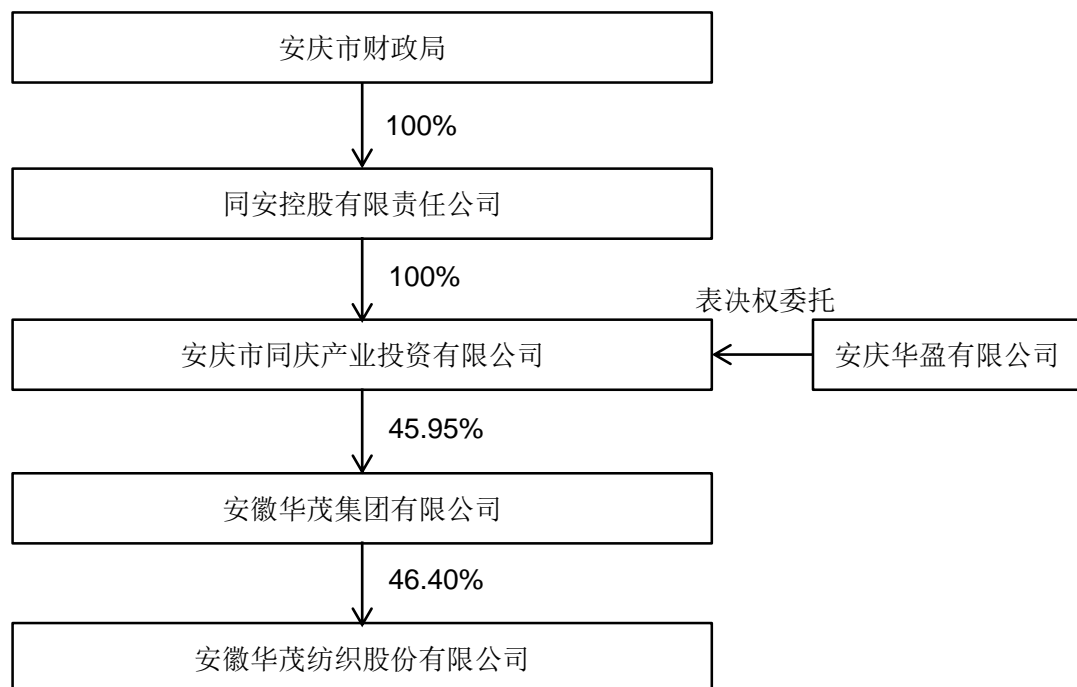 安庆市财政局
100%
同安控股有限责任公司
100%
表决权委托
安庆市同庆产业投资有限公司
安庆华盈有限公司
45.95%
安徽华茂集团有限公司
46.40%
安徽华茂纺织股份有限公司